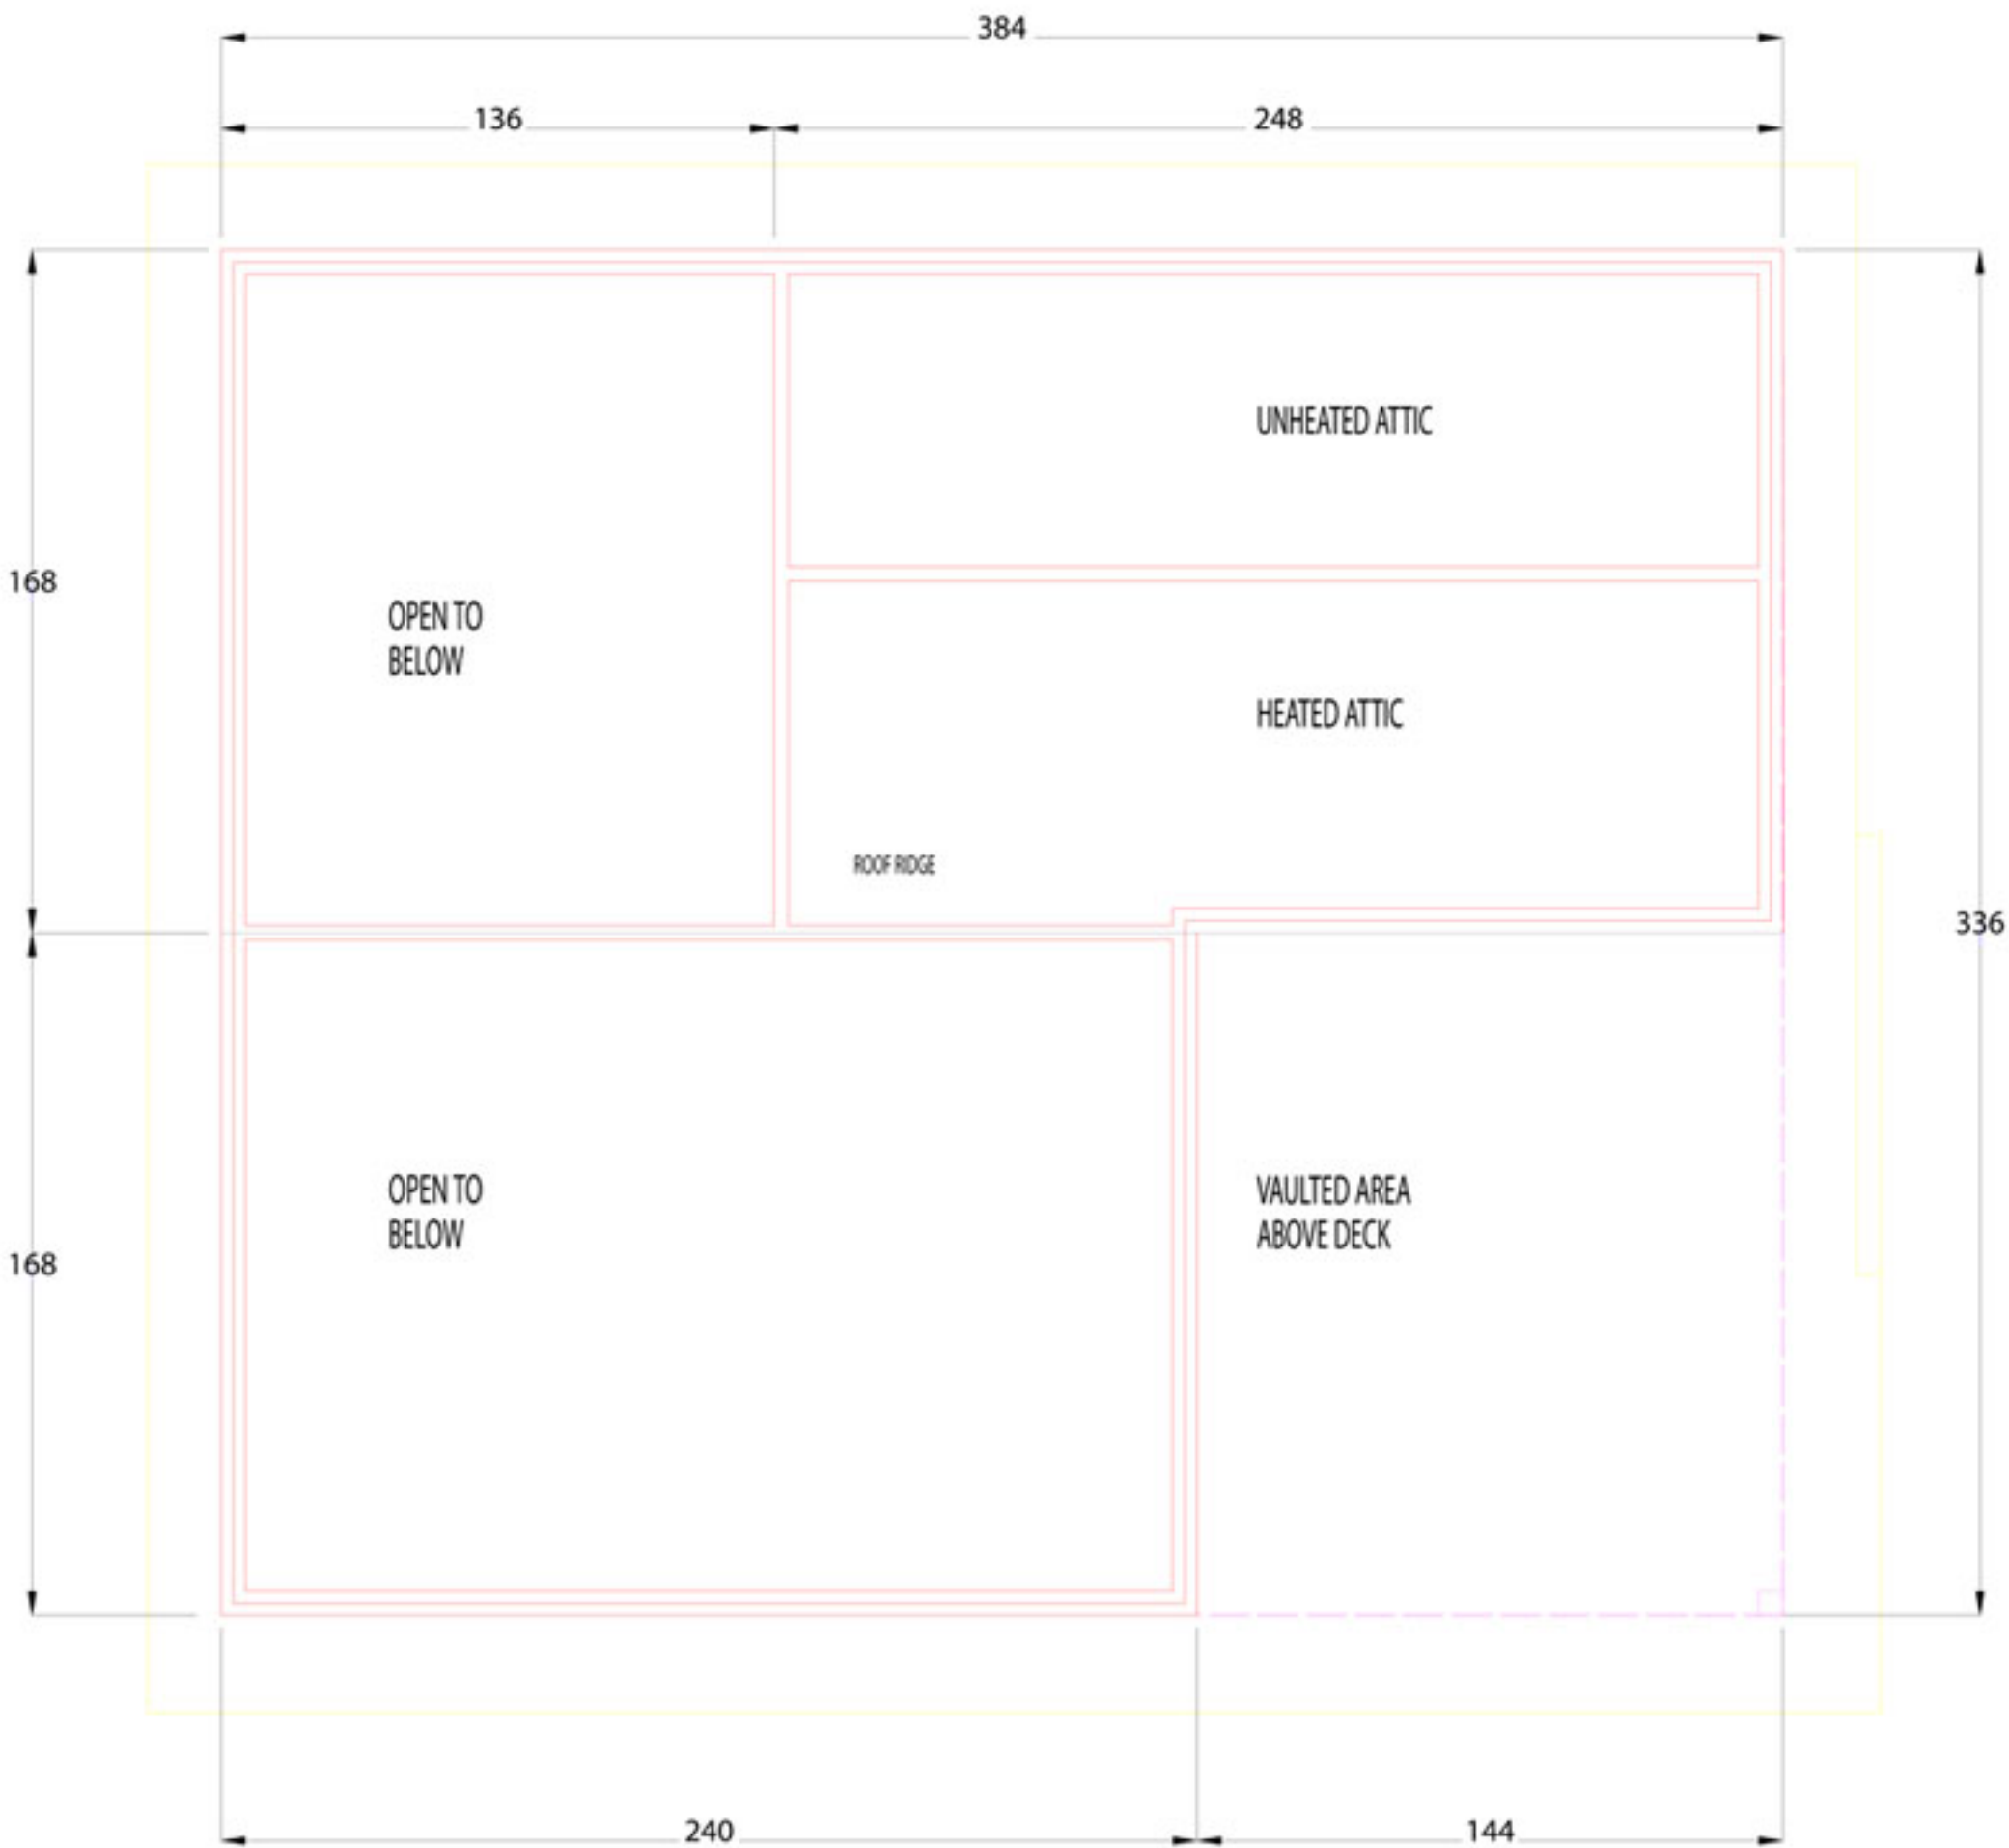 384
136
248
UNHEATED ATTIC
168
OPEN TO
BELOW
HEATED ATTIC
ROOF RIDGE
336
OPEN TO
BELOW
VAULTED AREA
ABOVE DECK
168
240
144